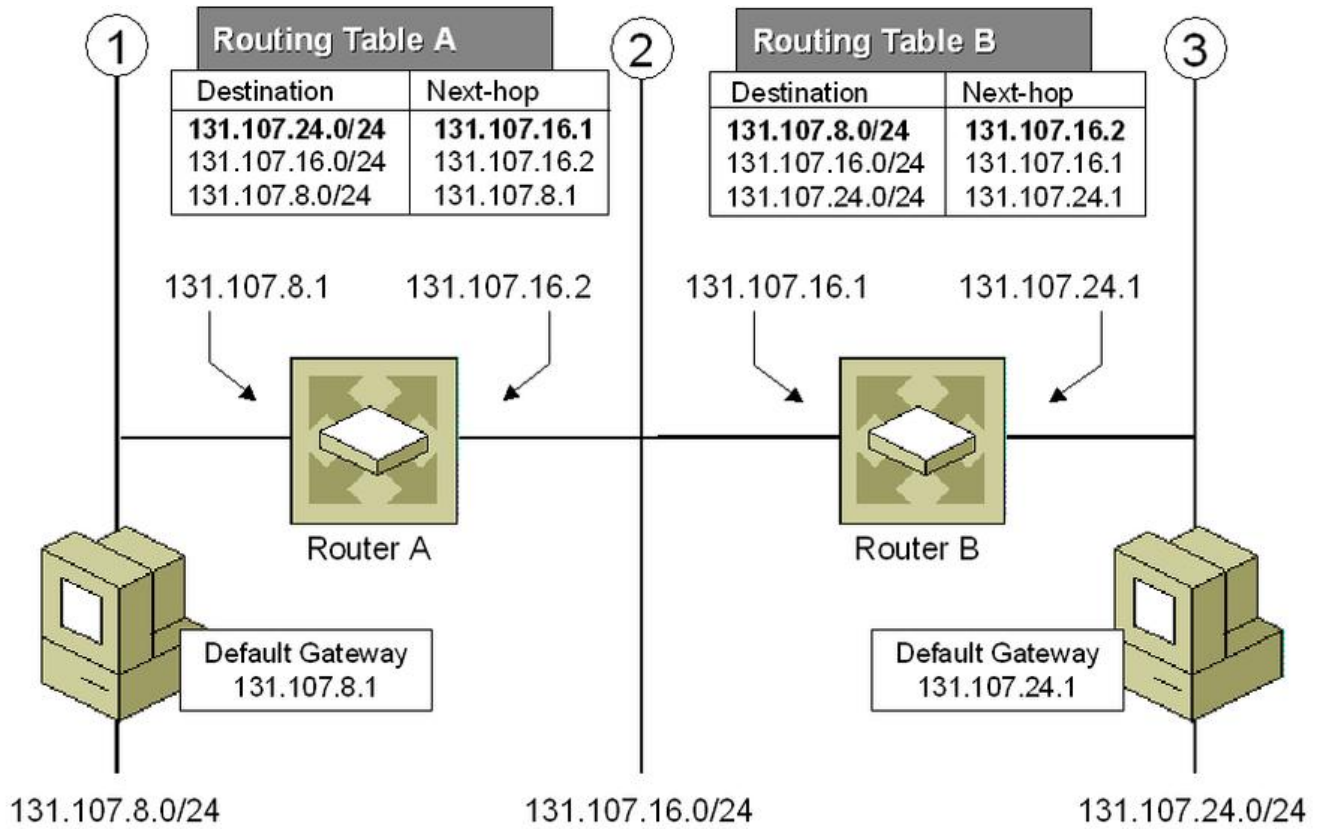 1
Routing Table A
Destination Next-hop
131.107.24.0/24 131.107.16.1
131.107.16.0/24 131.107.16.2
131.107.8.0/24 131.107.8.1
2
Routing Table B
Destination Next-hop
131.107.8.0/24 131.107.16.2
131.107.16.0/24 131.107.16.1
131.107.24.0/24 131.107.24.1
3
131.107.8.1 131.107.16.2
131.107.16.1 131.107.24.1
Router A
Router B
Default Gateway
131.107.8.1
Default Gateway
131.107.24.1
131.107.8.0/24
131.107.16.0/24
131.107.24.0/24